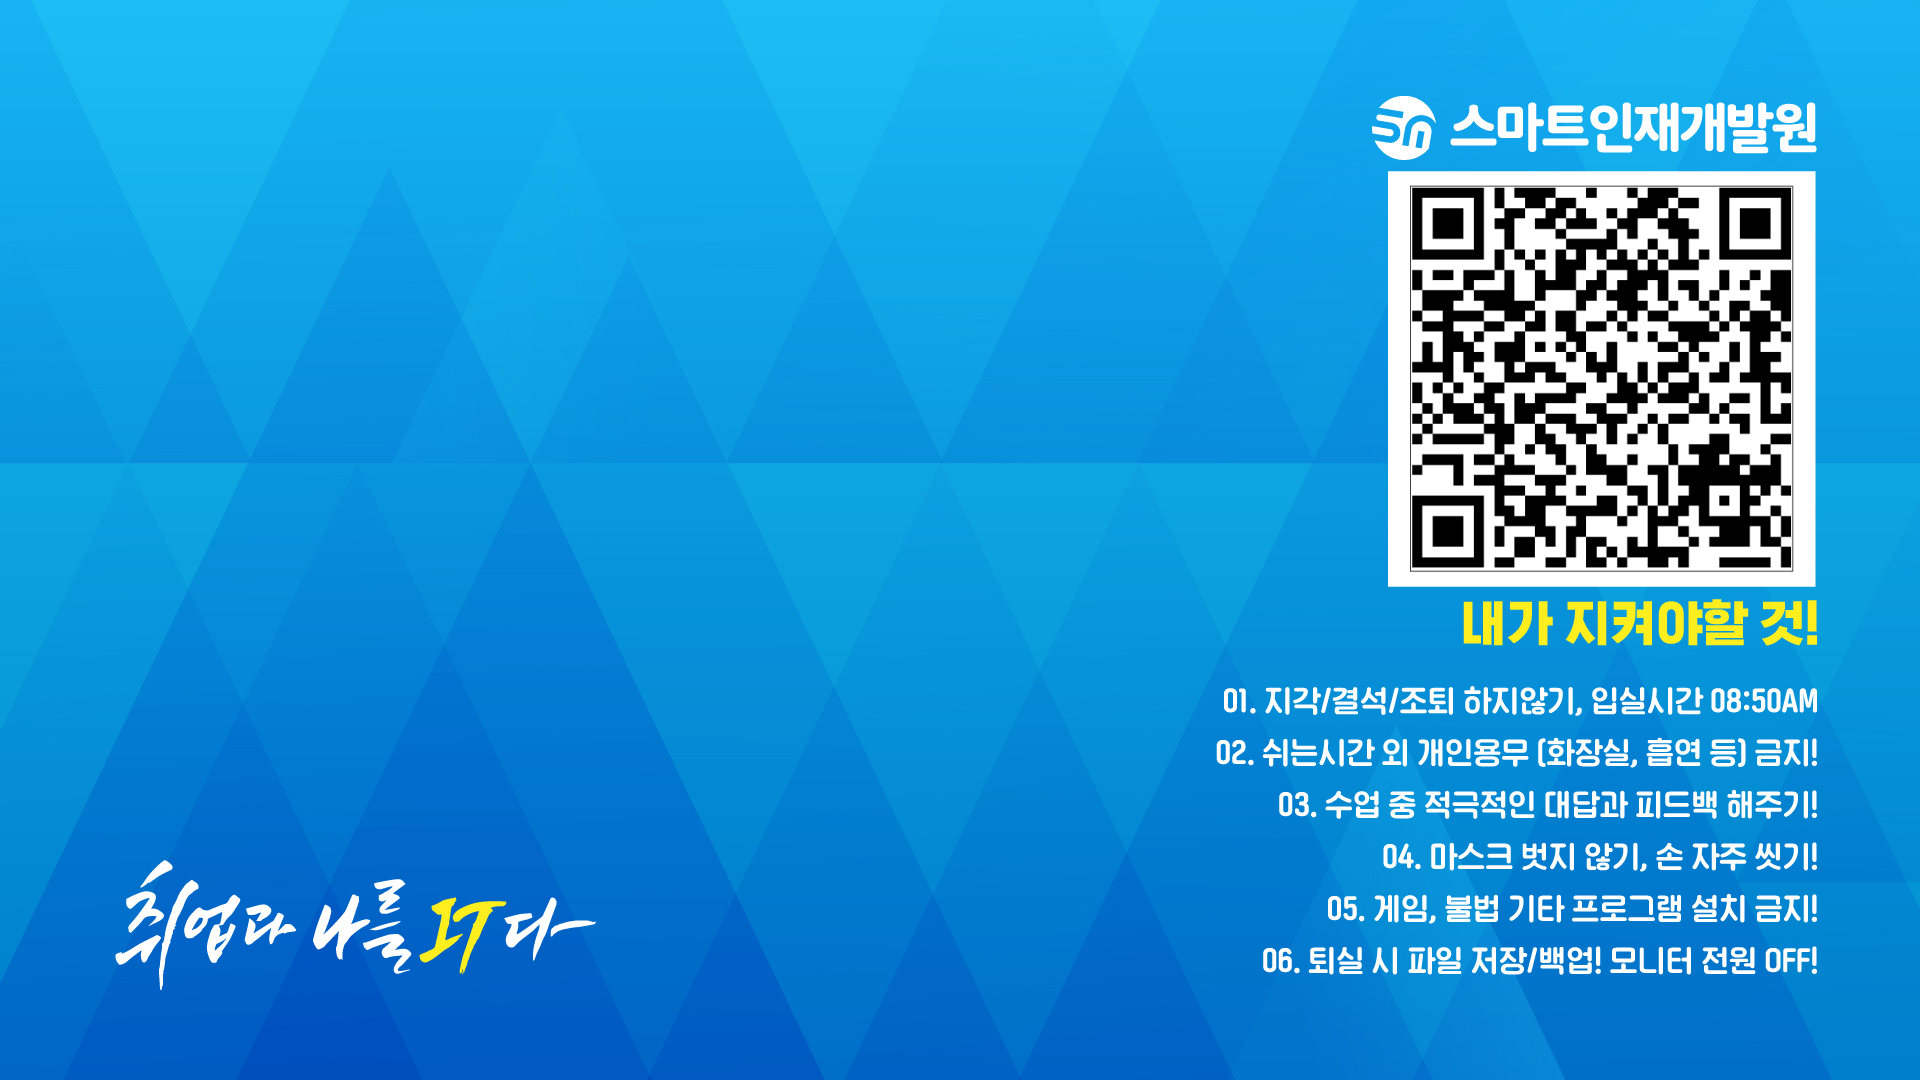 스마트인재개발원
내가 지켜야할 것!
01. 지각/결석/조퇴 하지않기, 입실시간 08:50AM
02. 쉬는시간 외 개인용무 (화장실, 흡연 등) 금지!
03. 수업 중 적극적인 대답과 피드백 해주기!
04. 마스크 벗지 않기, 손 자주 씻기!
05. 게임, 불법 기타 프로그램 설치 금지!
06. 퇴실 시 파일 저장/백업! 모니터 전원 OFF!
취업과 나를 IT다